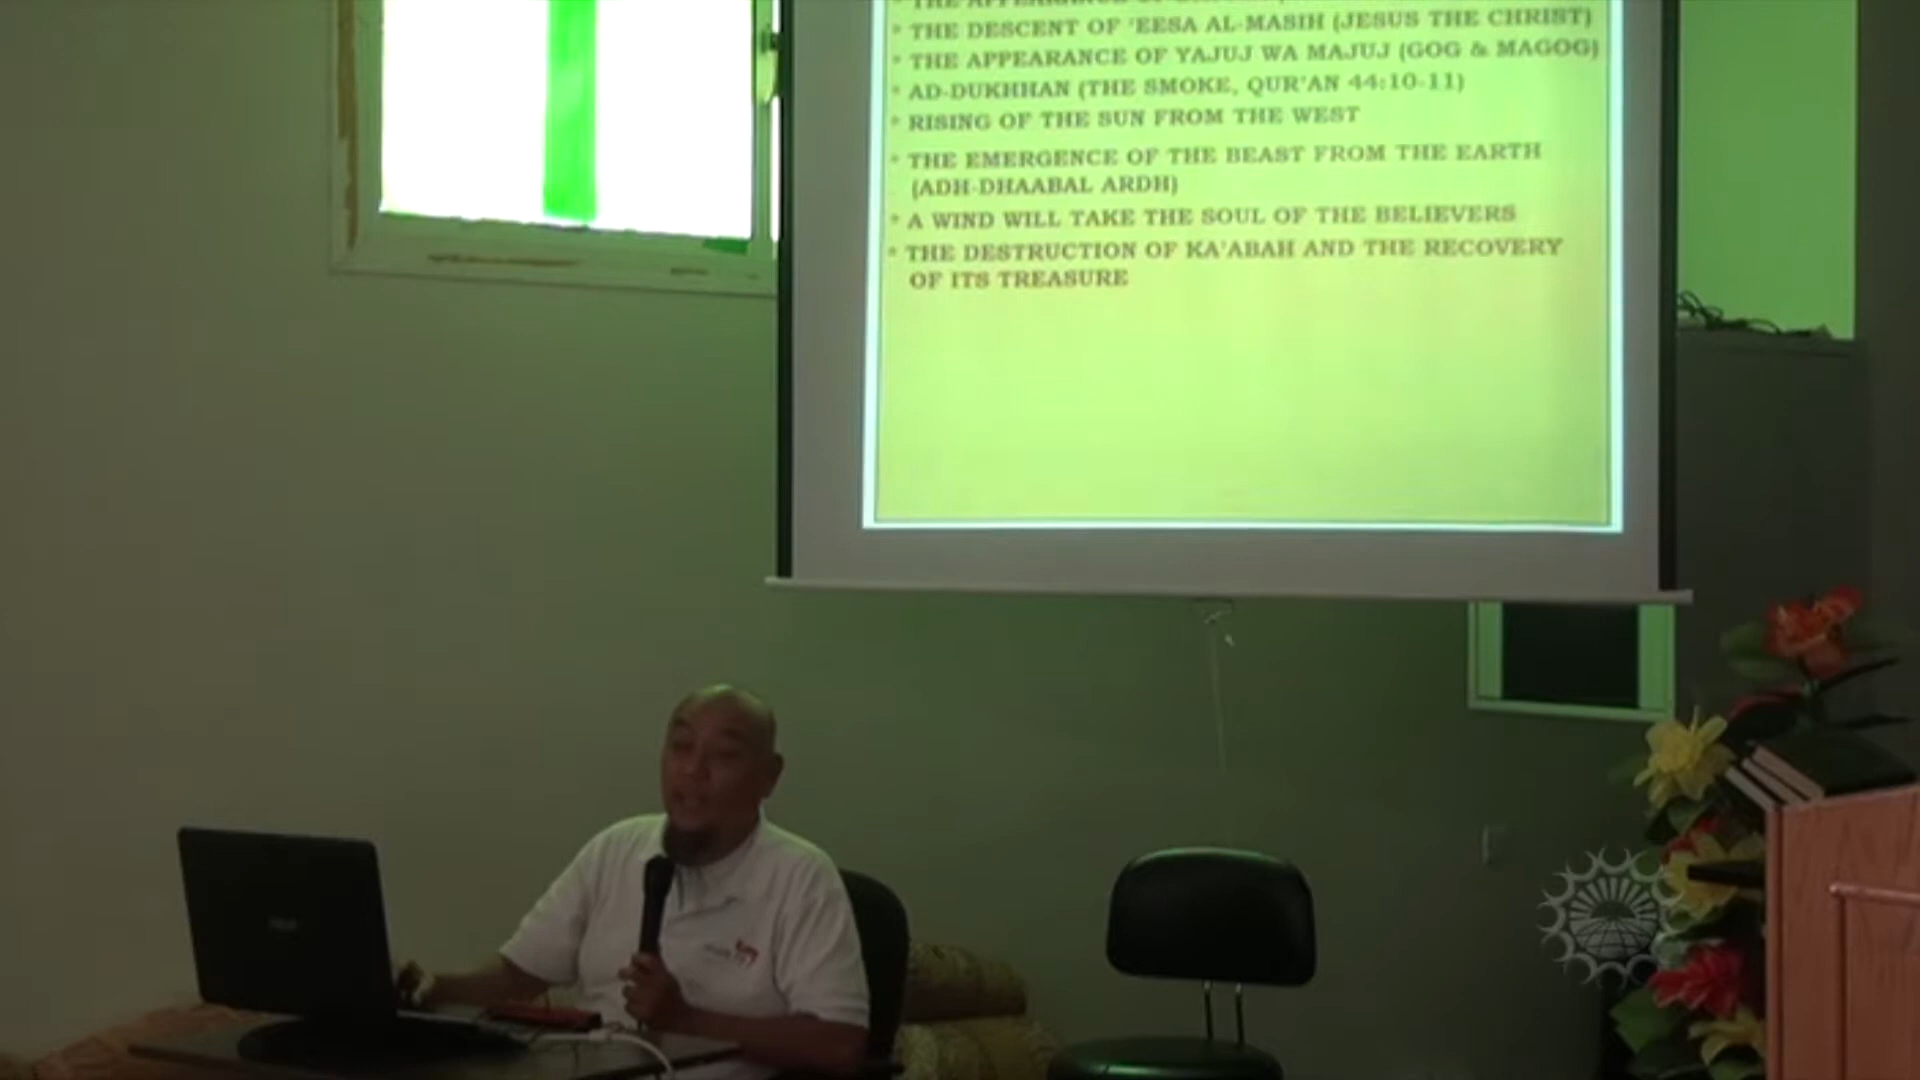 * THE APPEARANCE OF
* THE DESCENT OF 'EESA AL-MASIH (JESUS THE CHRIST)
* THE APPEARANCE OF YAJUJ WA MAJUJ (GOG & MAGOG)
* AD-DUKHHAN (THE SMOKE, QUR'AN 44:10-11)
* RISING OF THE SUN FROM THE WEST
* THE EMERGENCE OF THE BEAST FROM THE EARTH
(ADH-DHAABAL ARDH)
* A WIND WILL TAKE THE SOUL OF THE BELIEVERS
* THE DESTRUCTION OF KA'ABAH AND THE RECOVERY
OF ITS TREASURE